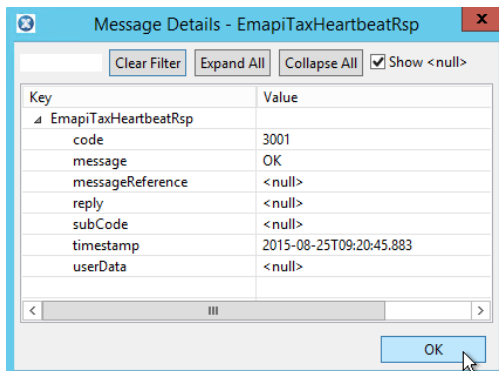 Message Details - EmapiTaxHeartbeatRsp x
Clear Filter Expand All Collapse All Show <null>
Key Value
EmapiTaxHeartbeatRsp
code 3001
message OK
messageReference <null>
reply <null>
subCode <null>
timestamp 2015-08-25T09:20:45.883
userData <null>
OK